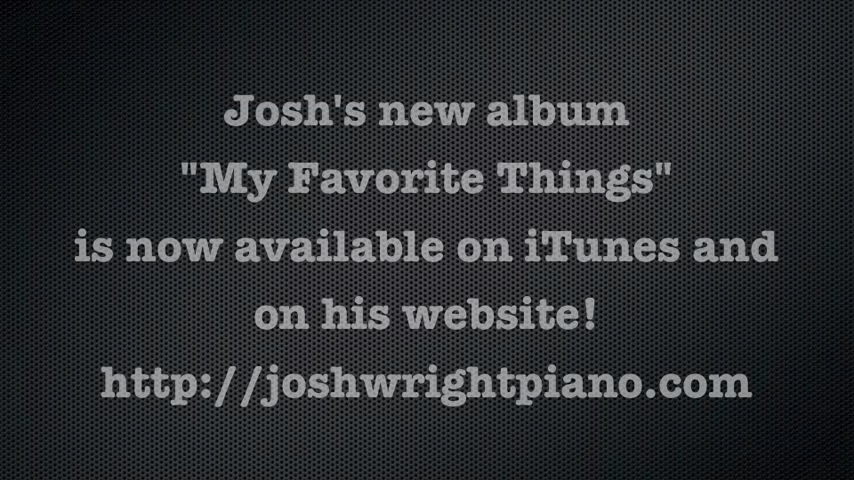 Josh's new album
"My Favorite Things"
is now available on iTunes and
on his website!
http://joshwrightpiano.com